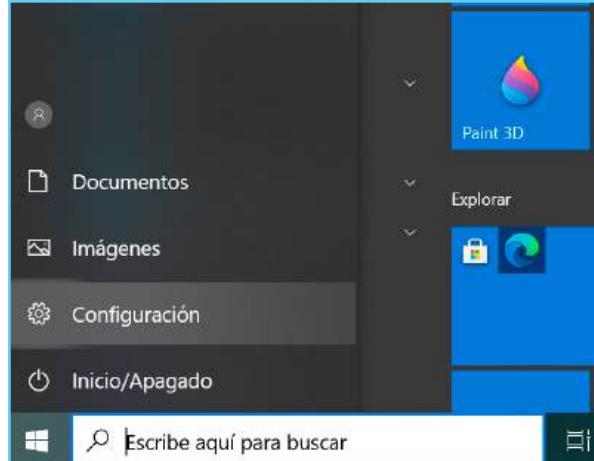 Paint 3D
Documentos
Explorar
Imágenes
Configuración
Inicio/Apagado
Escribe aquí para buscar